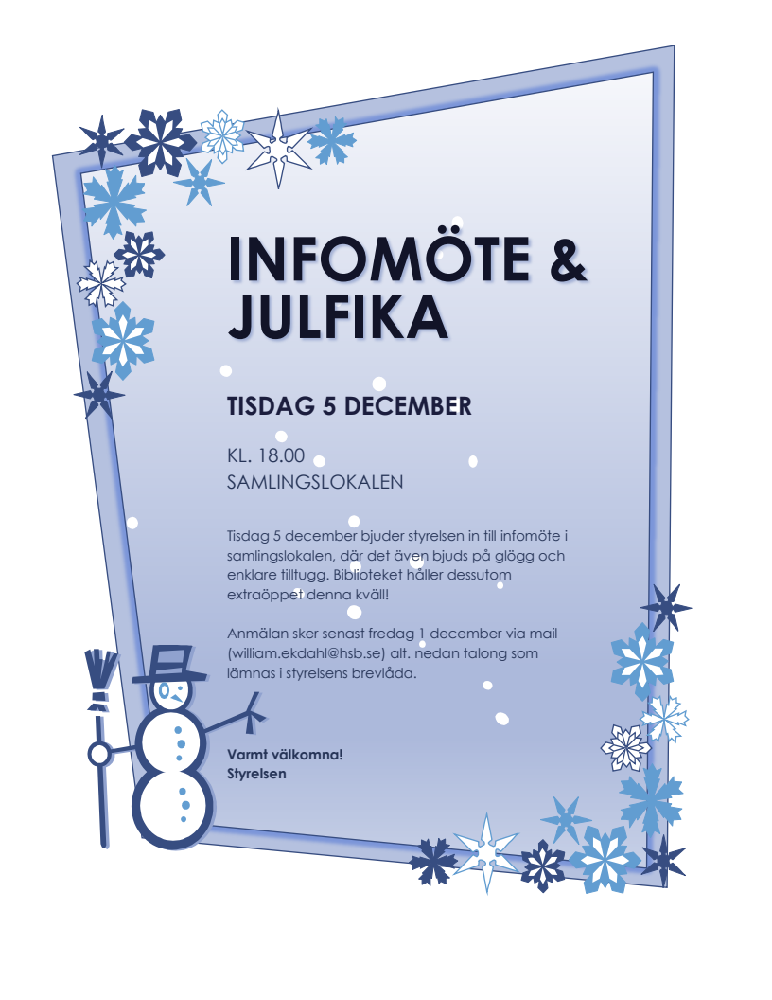 INFOMÖTE &
JULFIKA
TISDAG 5 DECEMBER
KL. 18.00
SAMLINGSLOKALEN
Tisdag 5 december bjuder styrelsen in till infomöte i
samlingslokalen, där det även bjuds på glögg och
enklare tilltugg. Biblioteket håller dessutom
extraöppet denna kväll!
Anmälan sker senast fredag 1 december via mail
(william.ekdahl@hsb.se) alt. nedan talong som
lämnas i styrelsens brevlåda.
Varmt välkomna!
Styrelsen